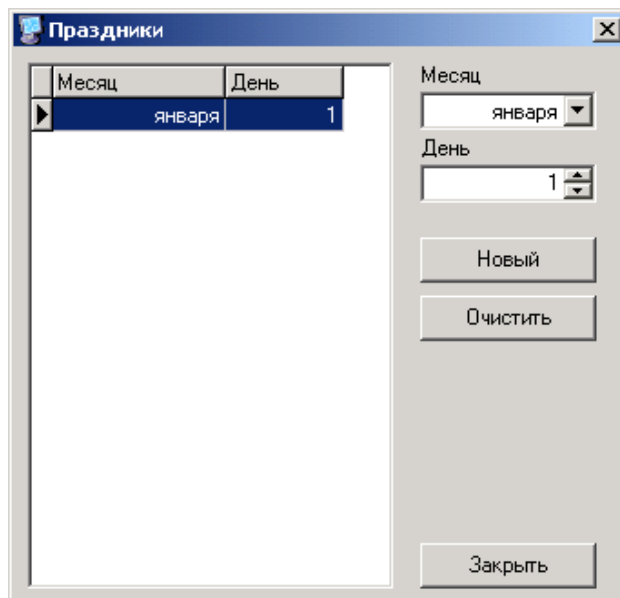 Праздники
Месяц День
января 1
Месяц
января
День
1
Новый
Очистить
Закрыть